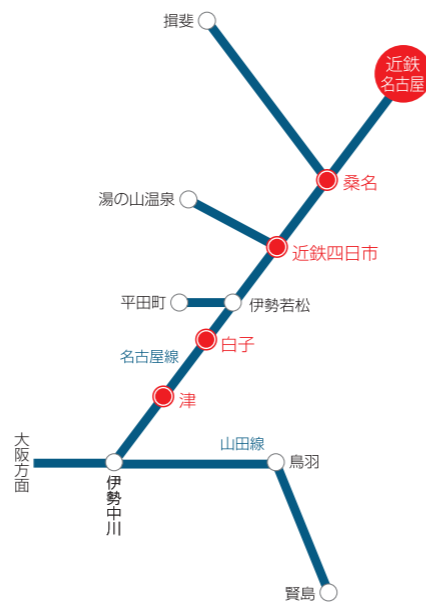 揖斐
近鉄
名古屋
桑名
湯の山温泉
近鉄四日市
平田町
伊勢若松
白子
名古屋線
津
大阪方面
山田線
鳥羽
伊勢中川
賢島